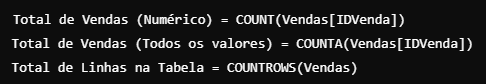 Total de Vendas (Numérico) = COUNT(Vendas[IDVenda])
Total de Vendas (Todos os valores) = COUNTA(Vendas[IDVenda])
Total de Linhas na Tabela = COUNTROWS(Vendas)